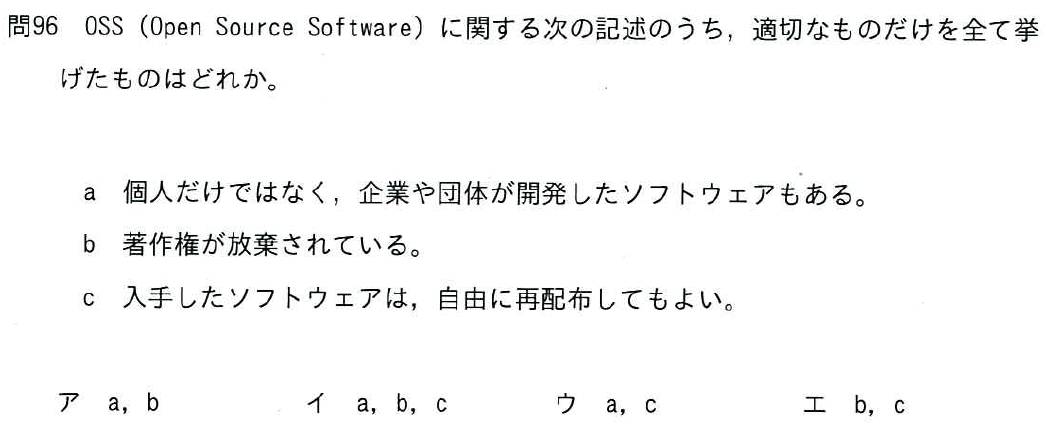 問96 OSS（Open Source Software）に関する次の記述のうち，適切なものだけを全て挙
げたものはどれか。
a 個人だけではなく，企業や団体が開発したソフトウェアもある。
b 著作権が放棄されている。
c 入手したソフトウェアは，自由に再配布してもよい。
ア a，b イ a，b，c ウ a，c エ b，c